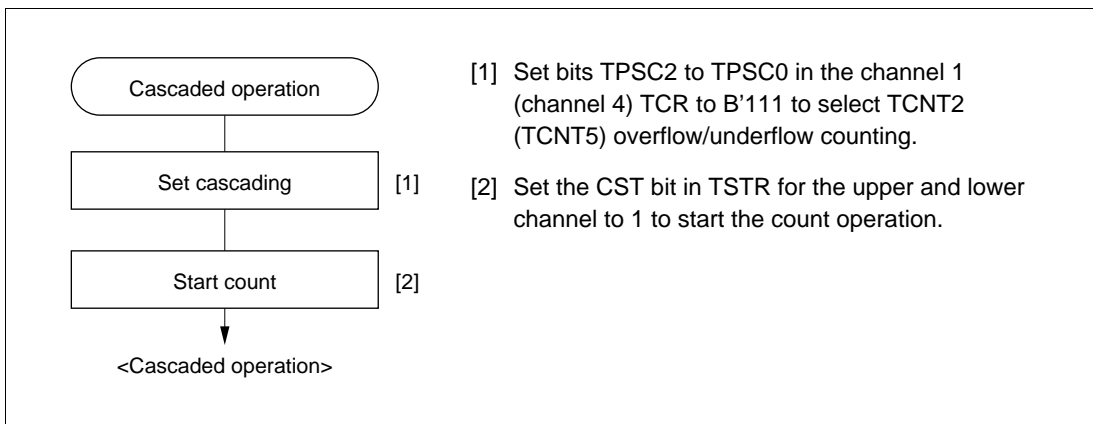 Cascaded operation
Set cascading
[1]
Start count
[2]
<Cascaded operation>
[1] Set bits TPSC2 to TPSC0 in the channel 1
(channel 4) TCR to B’111 to select TCNT2
(TCNT5) overflow/underflow counting.
[2] Set the CST bit in TSTR for the upper and lower
channel to 1 to start the count operation.